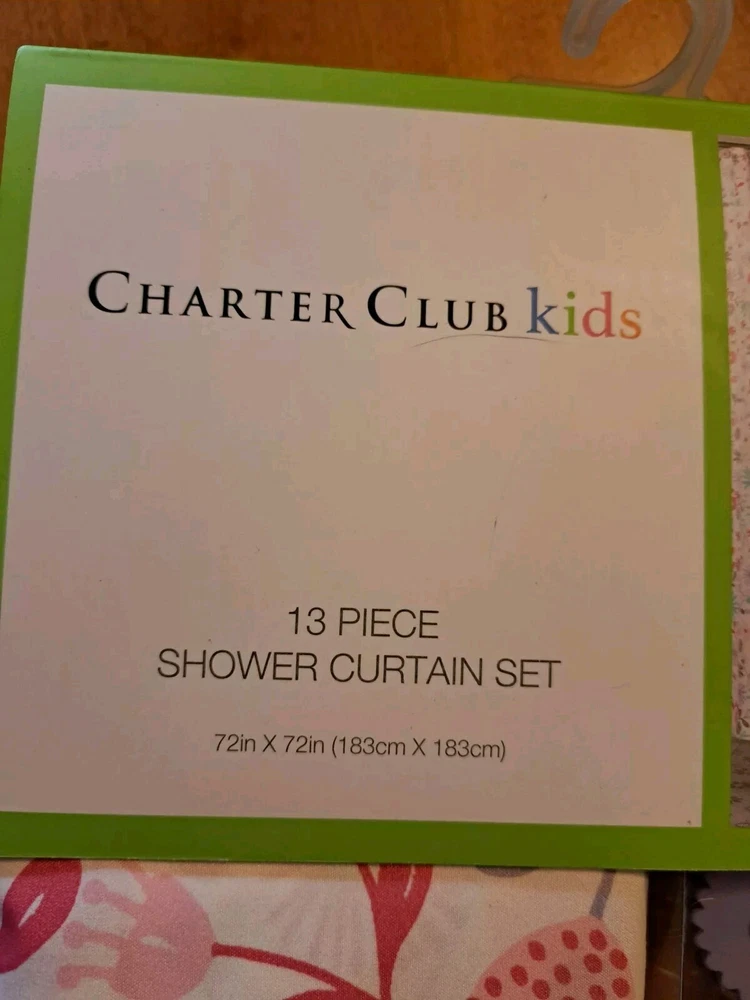 CHARTER CLUB kids
13 PIECE
SHOWER CURTAIN SET
72in X 72in (183cm X 183cm)